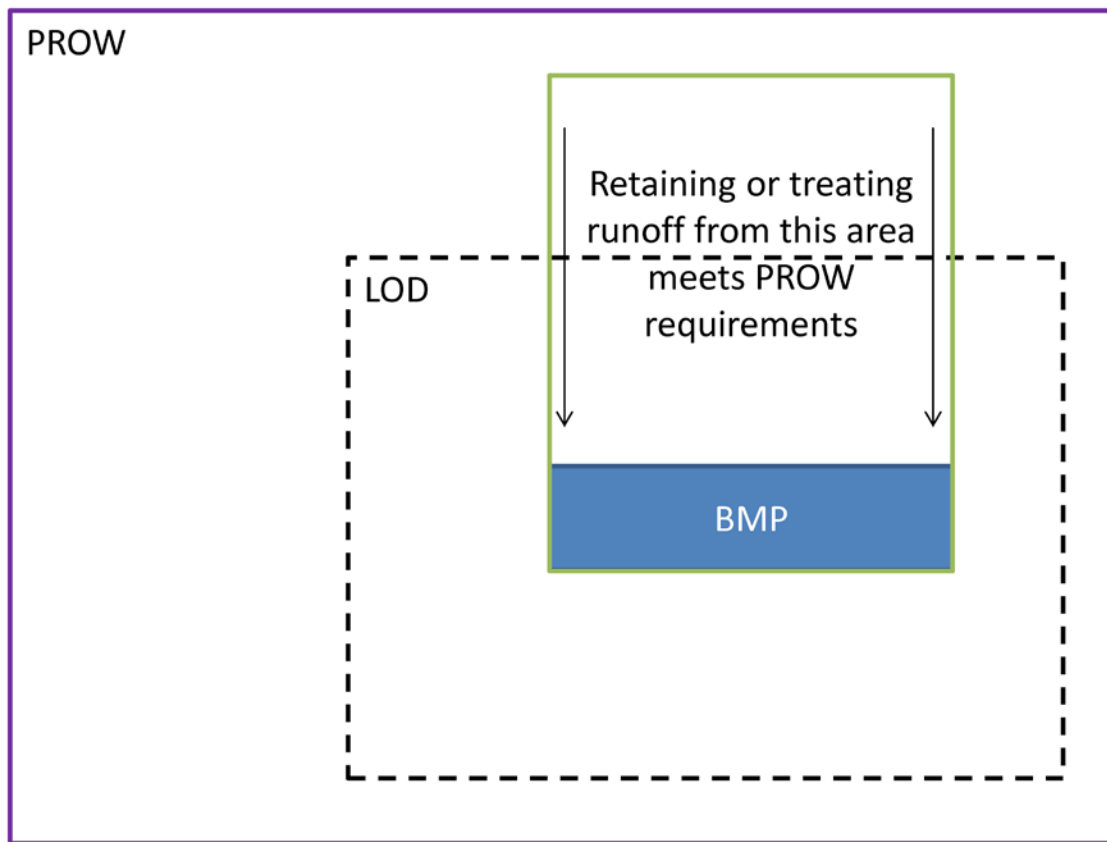 PROW
Retaining or treating
runoff from this area
meets PROW
requirements
LOD
BMP